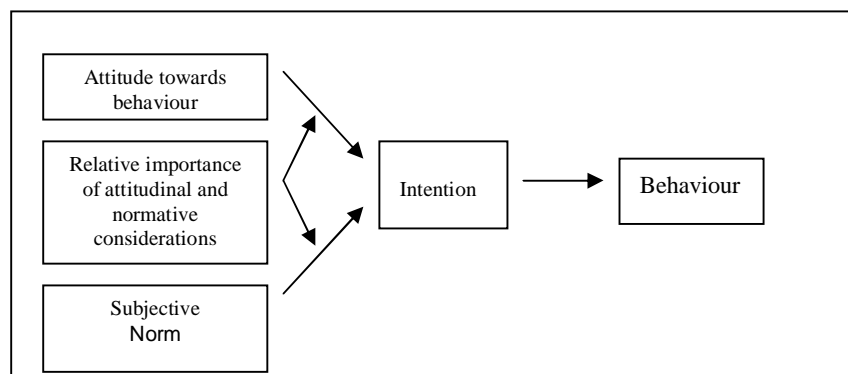 Attitude towards
behaviour
Relative importance
of attitudinal and
normative
considerations
Subjective
Norm
Intention
Behaviour